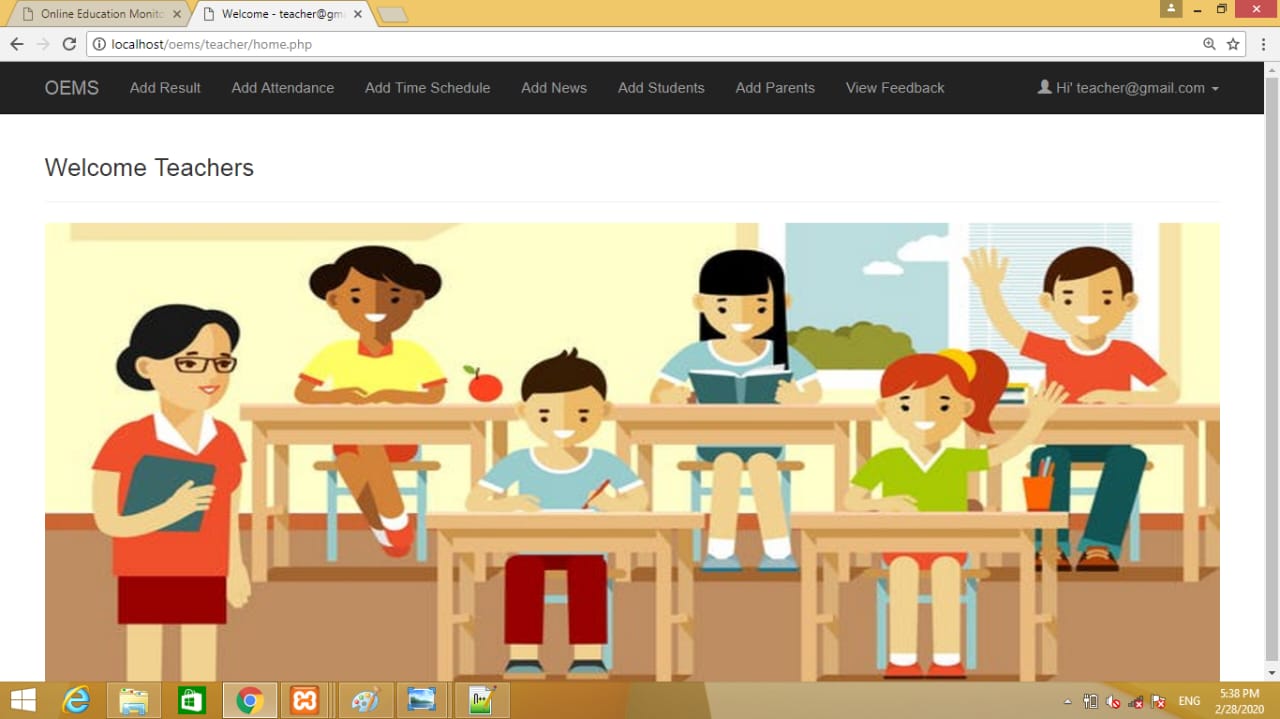 Online Education Monito
Welcome - teacher@gma
localhost/oems/teacher/home.php
OEMS Add Result Add Attendance Add Time Schedule Add News Add Students Add Parents View Feedback Hi' teacher@gmail.com
Welcome Teachers
ENG
5:38 PM
2/28/2020